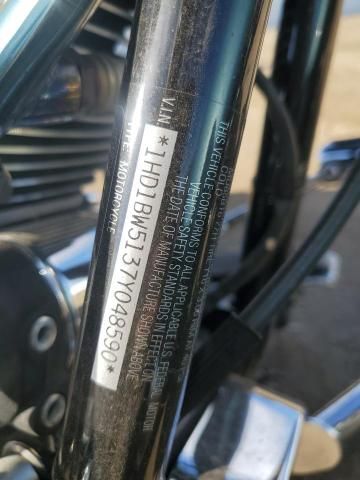 V.I.N.
*1HD1BW5137Y048590*
TYPE MOTORCYCLE
THIS VEHICLE CONFORMS TO ALL APPLICABLE U.S. FEDERAL MOTOR
VEHICLE SAFETY STANDARDS IN EFFECT ON
THE DATE OF MANUFACTURE SHOWN ABOVE